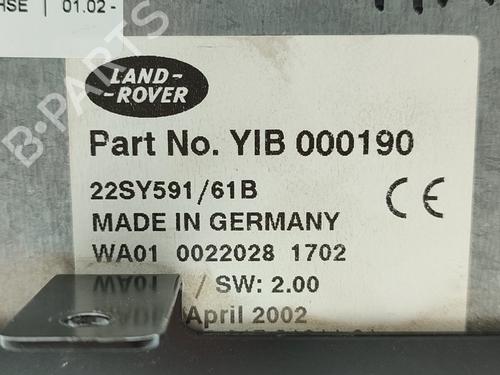 HSE | 01.02 -
LAND-
-ROVER
Part No. YIB 000190
22SY591/61B
MADE IN GERMANY
CE
WA01 0022028 1702
/ SW: 2.00
April 2002
B-PARTS